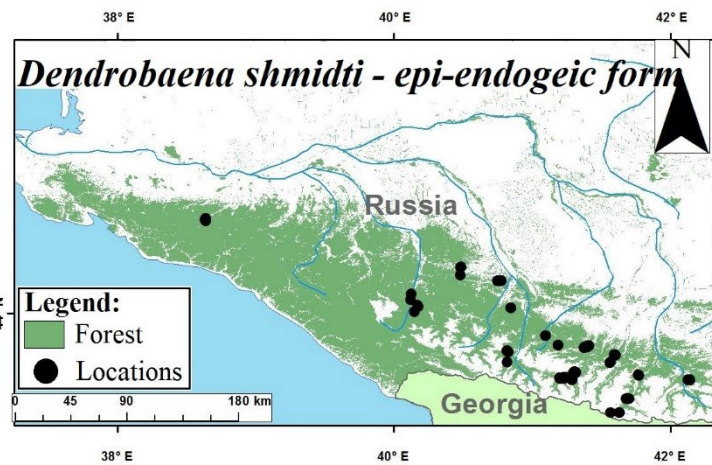 38° E 40° E 42° E
N
Dendrobaena shmidti - epi-endogeic form
Russia
Legend:
Forest
Locations
0 45 90 180 km
Georgia
38° E 40° E 42° E